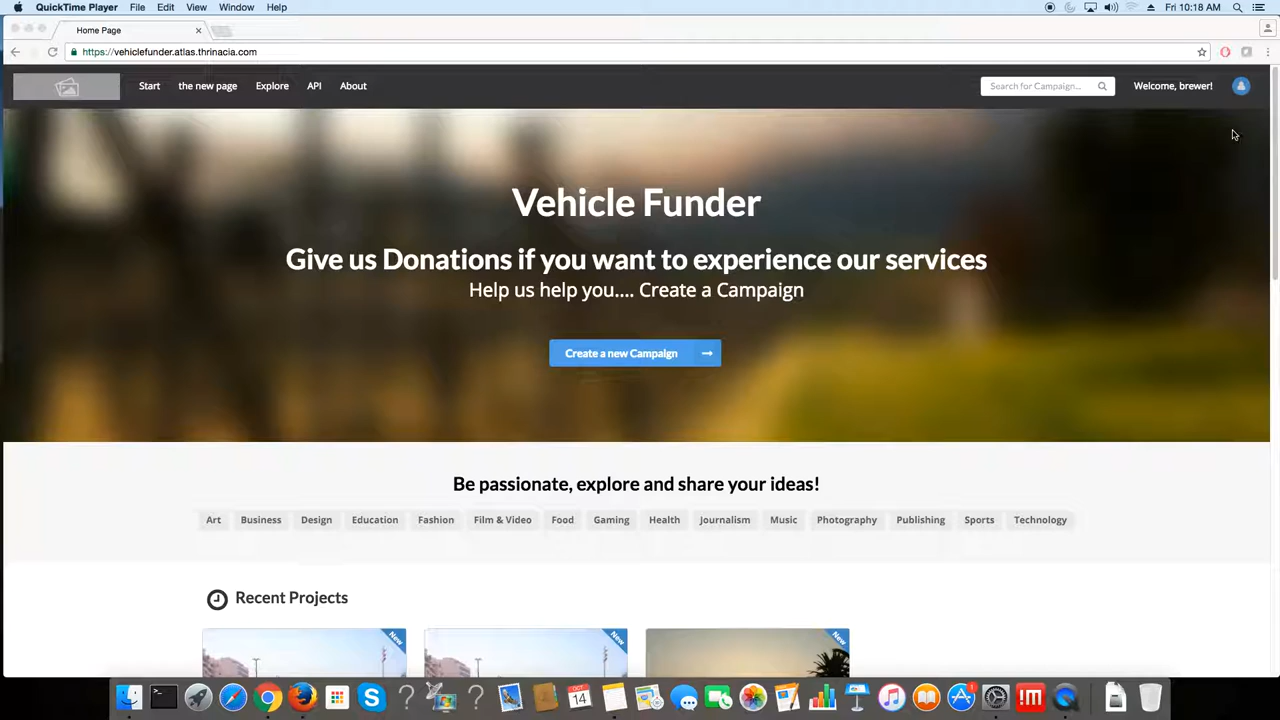 QuickTime Player File Edit View Window Help Fri 10:18 AM
Home Page
https://vehiclefunder.atlas.thrinacia.com
Start the new page Explore API About Search for Campaign... Welcome, brewer!
Vehicle Funder
Give us Donations if you want to experience our services
Help us help you.... Create a Campaign
Create a new Campaign
Be passionate, explore and share your ideas!
Art Business Design Education Fashion Film & Video Food Gaming Health Journalism Music Photography Publishing Sports Technology
Recent Projects
New New New
OCT
14
1
!M